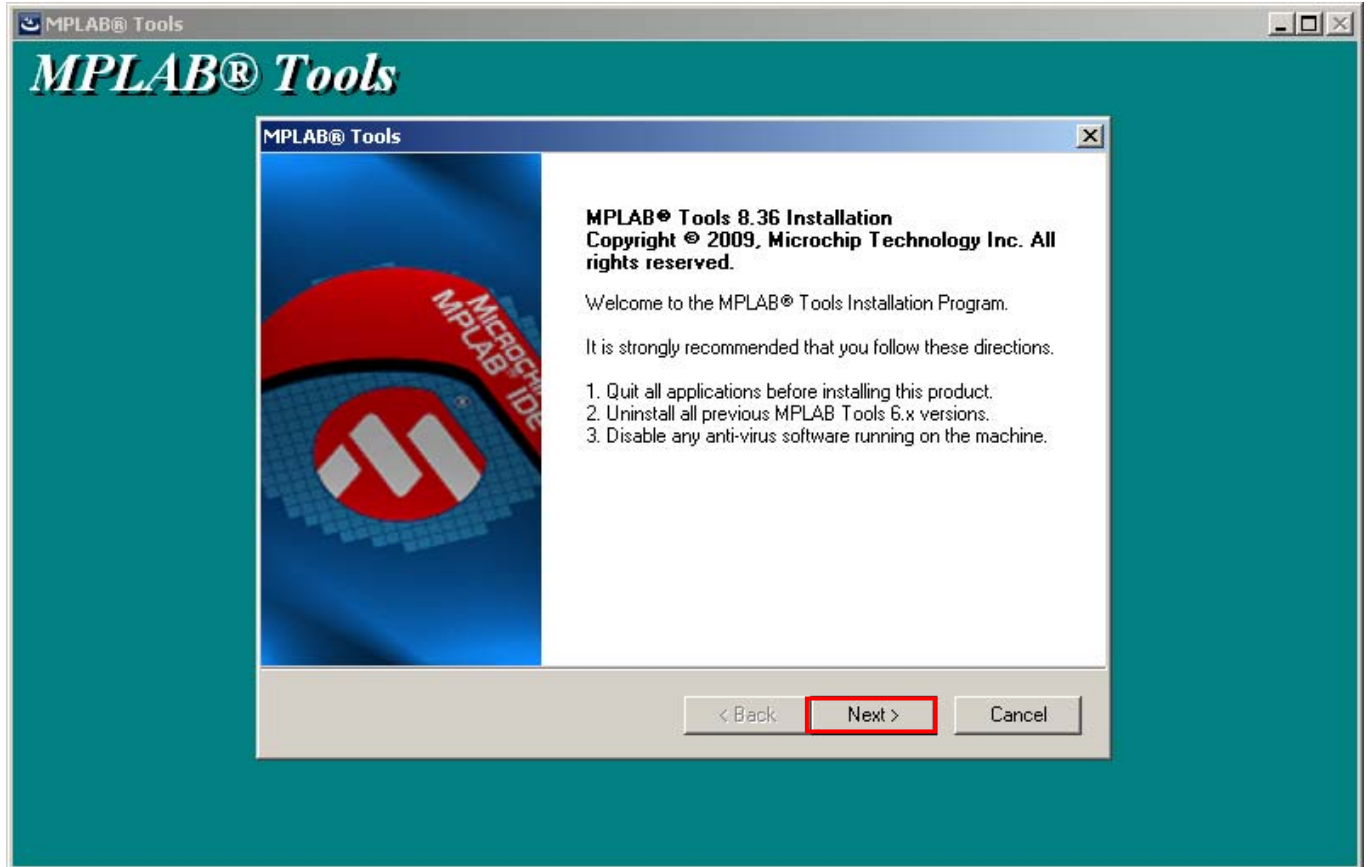 MPLAB® Tools
MPLAB® Tools
MPLAB® Tools
MICROCHIP
MPLAB® IDE
MPLAB® Tools 8.36 Installation
Copyright © 2009, Microchip Technology Inc. All
rights reserved.
Welcome to the MPLAB® Tools Installation Program.
It is strongly recommended that you follow these directions.
1. Quit all applications before installing this product.
2. Uninstall all previous MPLAB Tools 6.x versions.
3. Disable any anti-virus software running on the machine.
< Back
Next >
Cancel